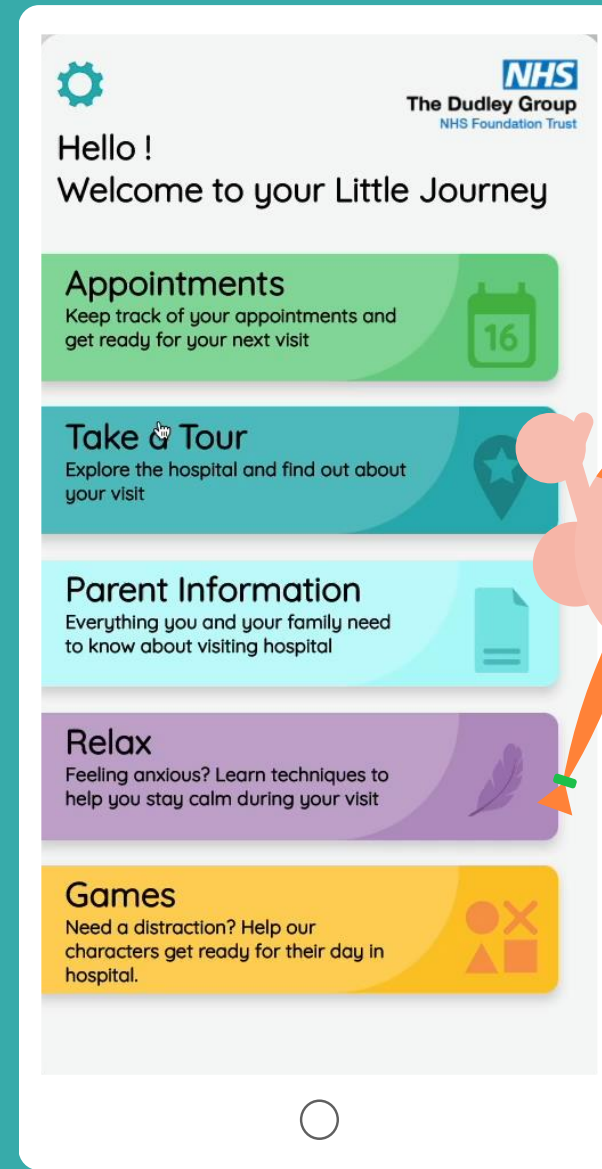 NHS
The Dudley Group
NHS Foundation Trust
Hello !
Welcome to your Little Journey
Appointments
Keep track of your appointments and
get ready for your next visit
16
Take a Tour
Explore the hospital and find out about
your visit
Parent Information
Everything you and your family need
to know about visiting hospital
Relax
Feeling anxious? Learn techniques to
help you stay calm during your visit
Games
Need a distraction? Help our
characters get ready for their day in
hospital.